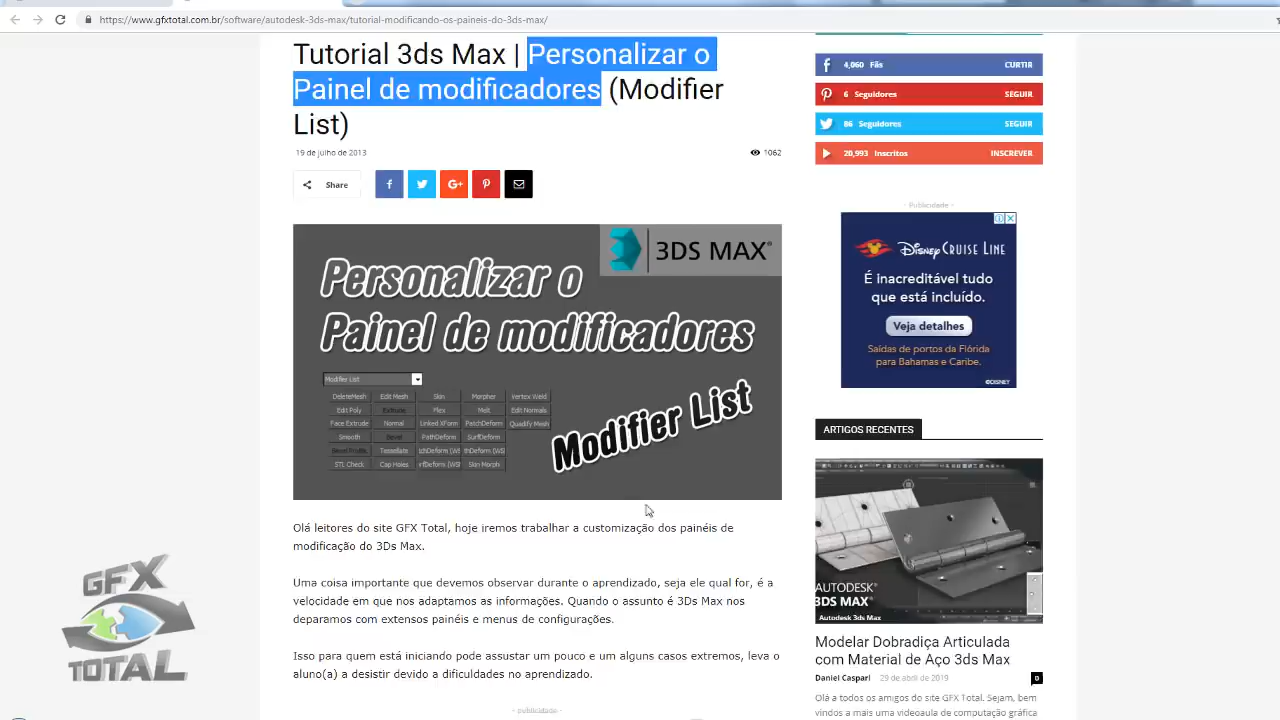 https://www.gfxtotal.com.br/software/autodesk-3ds-max/tutorial-modificando-os-paineis-do-3ds-max/
Tutorial 3ds Max | Personalizar o
Painel de modificadores (Modifier
List)
19 de julho de 2013
1062
Share
3DS MAX®
Personalizar o
Painel de modificadores
Modifier List
Modifier List
DeleteMesh Edit Mesh Skin Morpher Vertex Weld
Edit Poly Extrude Flex Melt Edit Normals
Face Extrude Normal Linked XForm PatchDeform Quadify Mesh
Smooth Bevel PathDeform SurfDeform
Bevel Profile Tessellate tchDeform (WS thDeform (WS
STL Check Cap Holes rfDeform (WS Skin Morph
Olá leitores do site GFX Total, hoje iremos trabalhar a customização dos painéis de
modificação do 3Ds Max.
Uma coisa importante que devemos observar durante o aprendizado, seja ele qual for, é a
velocidade em que nos adaptamos as informações. Quando o assunto é 3Ds Max nos
com extensos painéis e menus de configurações.
Isso para quem está iniciando pode assustar um pouco e um alguns casos extremos, leva o
aluno(a) a desistir devido a dificuldades no aprendizado.
- publicidade -
GFX
TOTAL
4,060 Fãs CURTIR
6 Seguidores SEGUIR
86 Seguidores SEGUIR
20,993 Inscritos INSCREVER
- Publicidade -
Disney CRUISE LINE
É inacreditável tudo
que está incluído.
Veja detalhes
Saídas de portos da Flórida
para Bahamas e Caribe.
©DISNEY
ARTIGOS RECENTES
AUTODESK®
3DS MAX
Autodesk 3ds Max
Modelar Dobradiça Articulada
com Material de Aço 3ds Max
Daniel Caspari 29 de abril de 2019 0
Olá a todos os amigos do site GFX Total. Sejam, bem
vindos a mais uma videoaula de computação gráfica